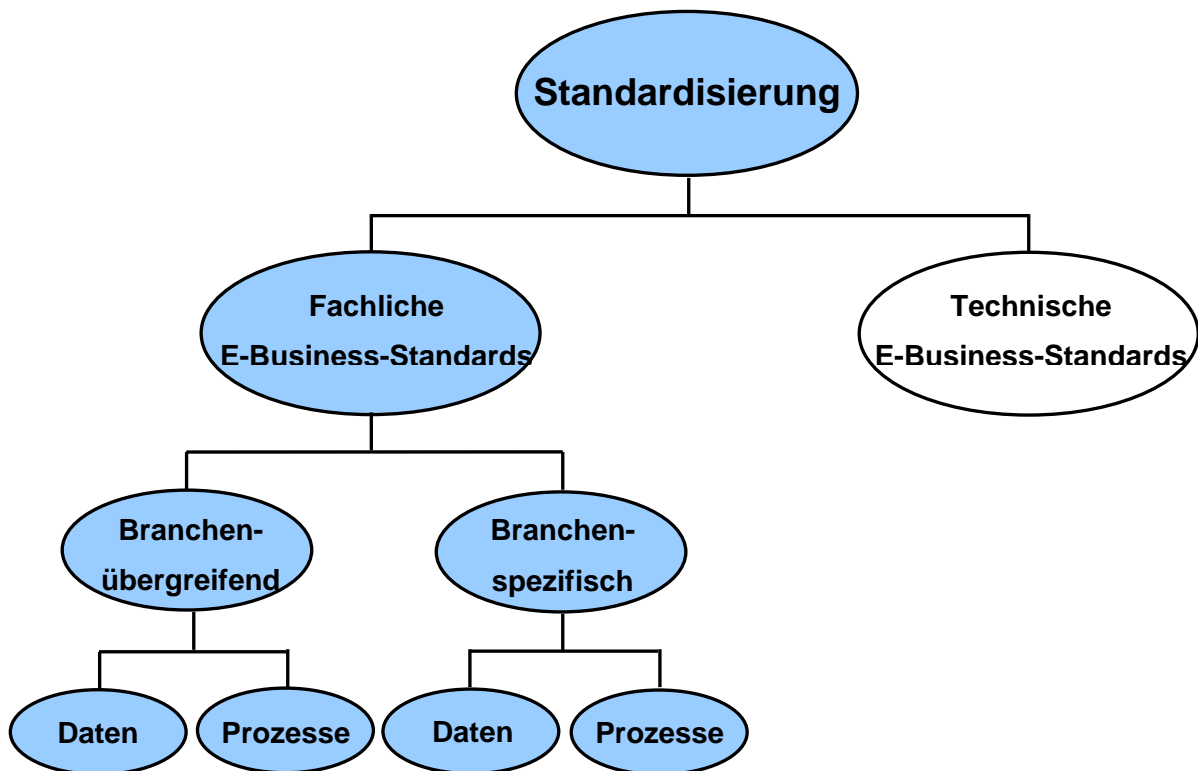 Standardisierung
Fachliche
E-Business-Standards
Technische
E-Business-Standards
Branchen-
übergreifend
Branchen-
spezifisch
Daten
Prozesse
Daten
Prozesse